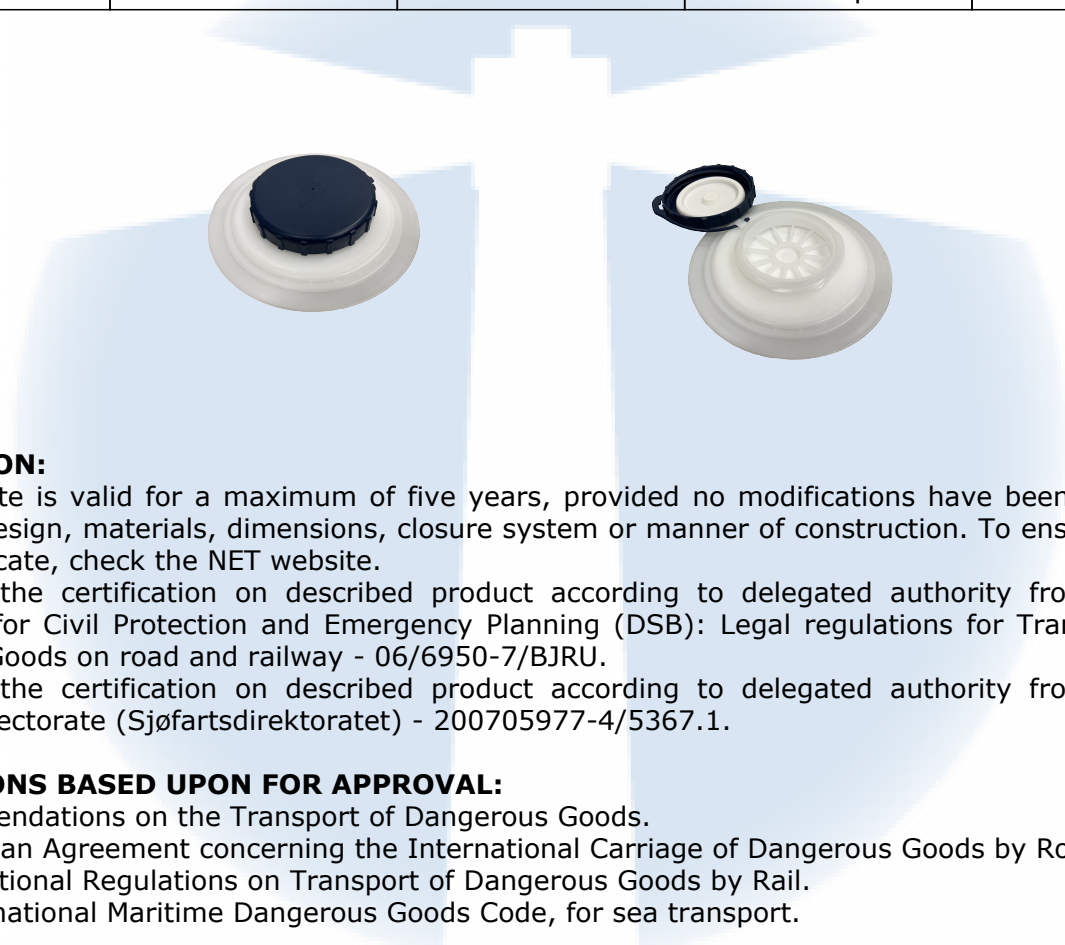 ON:
te is valid for a maximum of five years, provided no modifications have been
esign, materials, dimensions, closure system or manner of construction. To ens
cate, check the NET website.
the certification on described product according to delegated authority fro
for Civil Protection and Emergency Planning (DSB): Legal regulations for Tran
Goods on road and railway - 06/6950-7/BJRU.
the certification on described product according to delegated authority fro
ectorate (Sjøfartsdirektoratet) - 200705977-4/5367.1.
ONS BASED UPON FOR APPROVAL:
endations on the Transport of Dangerous Goods.
an Agreement concerning the International Carriage of Dangerous Goods by Ro
tional Regulations on Transport of Dangerous Goods by Rail.
national Maritime Dangerous Goods Code, for sea transport.